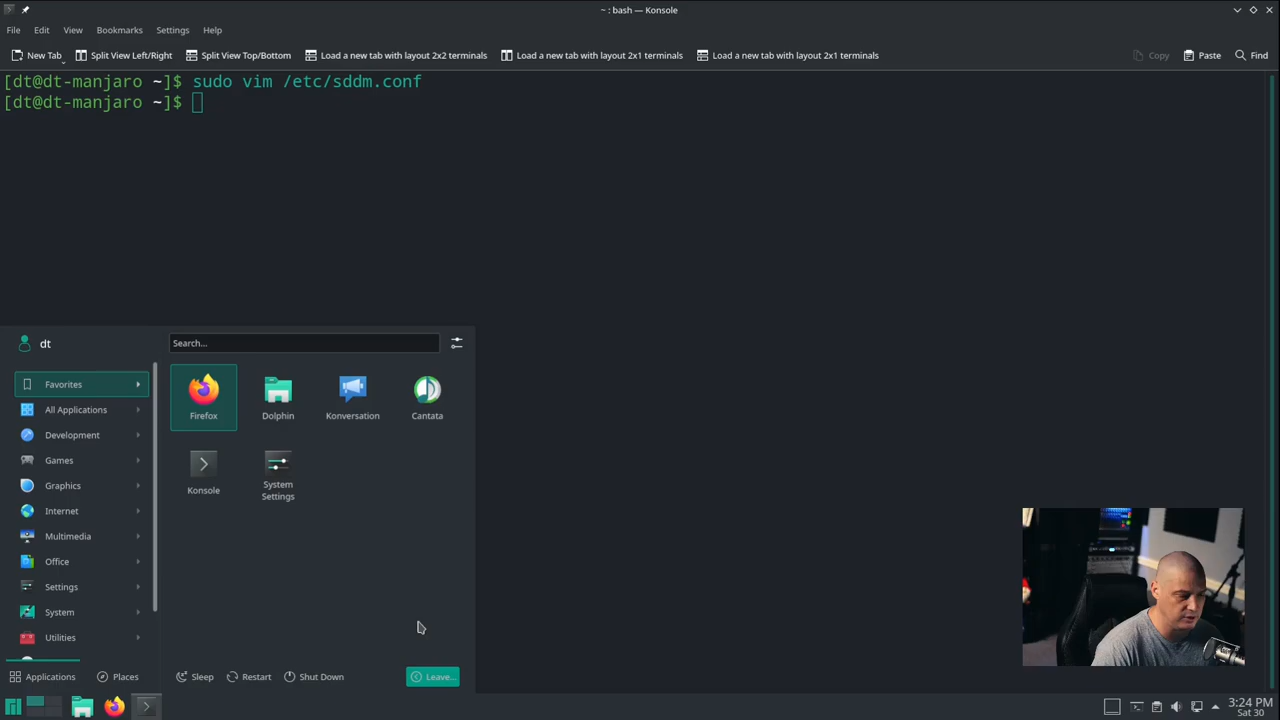 ~ : bash — Konsole
File Edit View Bookmarks Settings Help
New Tab Split View Left/Right Split View Top/Bottom Load a new tab with layout 2x2 terminals Load a new tab with layout 2x1 terminals Load a new tab with layout 2x1 terminals Copy Paste Find
[dt@dt-manjaro ~]$ sudo vim /etc/sddm.conf
[dt@dt-manjaro ~]$
dt
Search...
Favorites
All Applications
Development
Games
Graphics
Internet
Multimedia
Office
Settings
System
Utilities
Firefox Dolphin Konversation Cantata
Konsole System Settings
Applications Places Sleep Restart Shut Down Leave...
3:24 PM
Sat 30